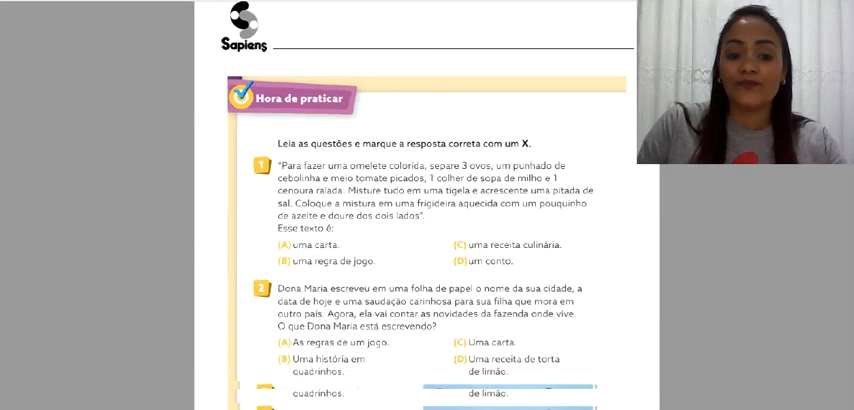 Sapiens
Hora de praticar
Leia as questões e marque a resposta correta com um X.
1
"Para fazer uma omelete colorida, separe 3 ovos, um punhado de
cebolinha e meio tomate picados, 1 colher de sopa de milho e 1
cenoura ralada. Misture tudo em uma tigela e acrescente uma pitada de
sal. Coloque a mistura em uma frigideira aquecida com um pouquinho
de azeite e doure dos dois lados".
Esse texto é:
(A) uma carta.
(B) uma regra de jogo.
(C) uma receita culinária.
(D) um conto.
2
Dona Maria escreveu em uma folha de papel o nome da sua cidade, a
data de hoje e uma saudação carinhosa para sua filha que mora em
outro país. Agora, ela vai contar as novidades da fazenda onde vive.
O que Dona Maria está escrevendo?
(A) As regras de um jogo.
(B) Uma história em
quadrinhos.
(C) Uma carta.
(D) Uma receita de torta
de limão.
quadrinhos.
de limão.